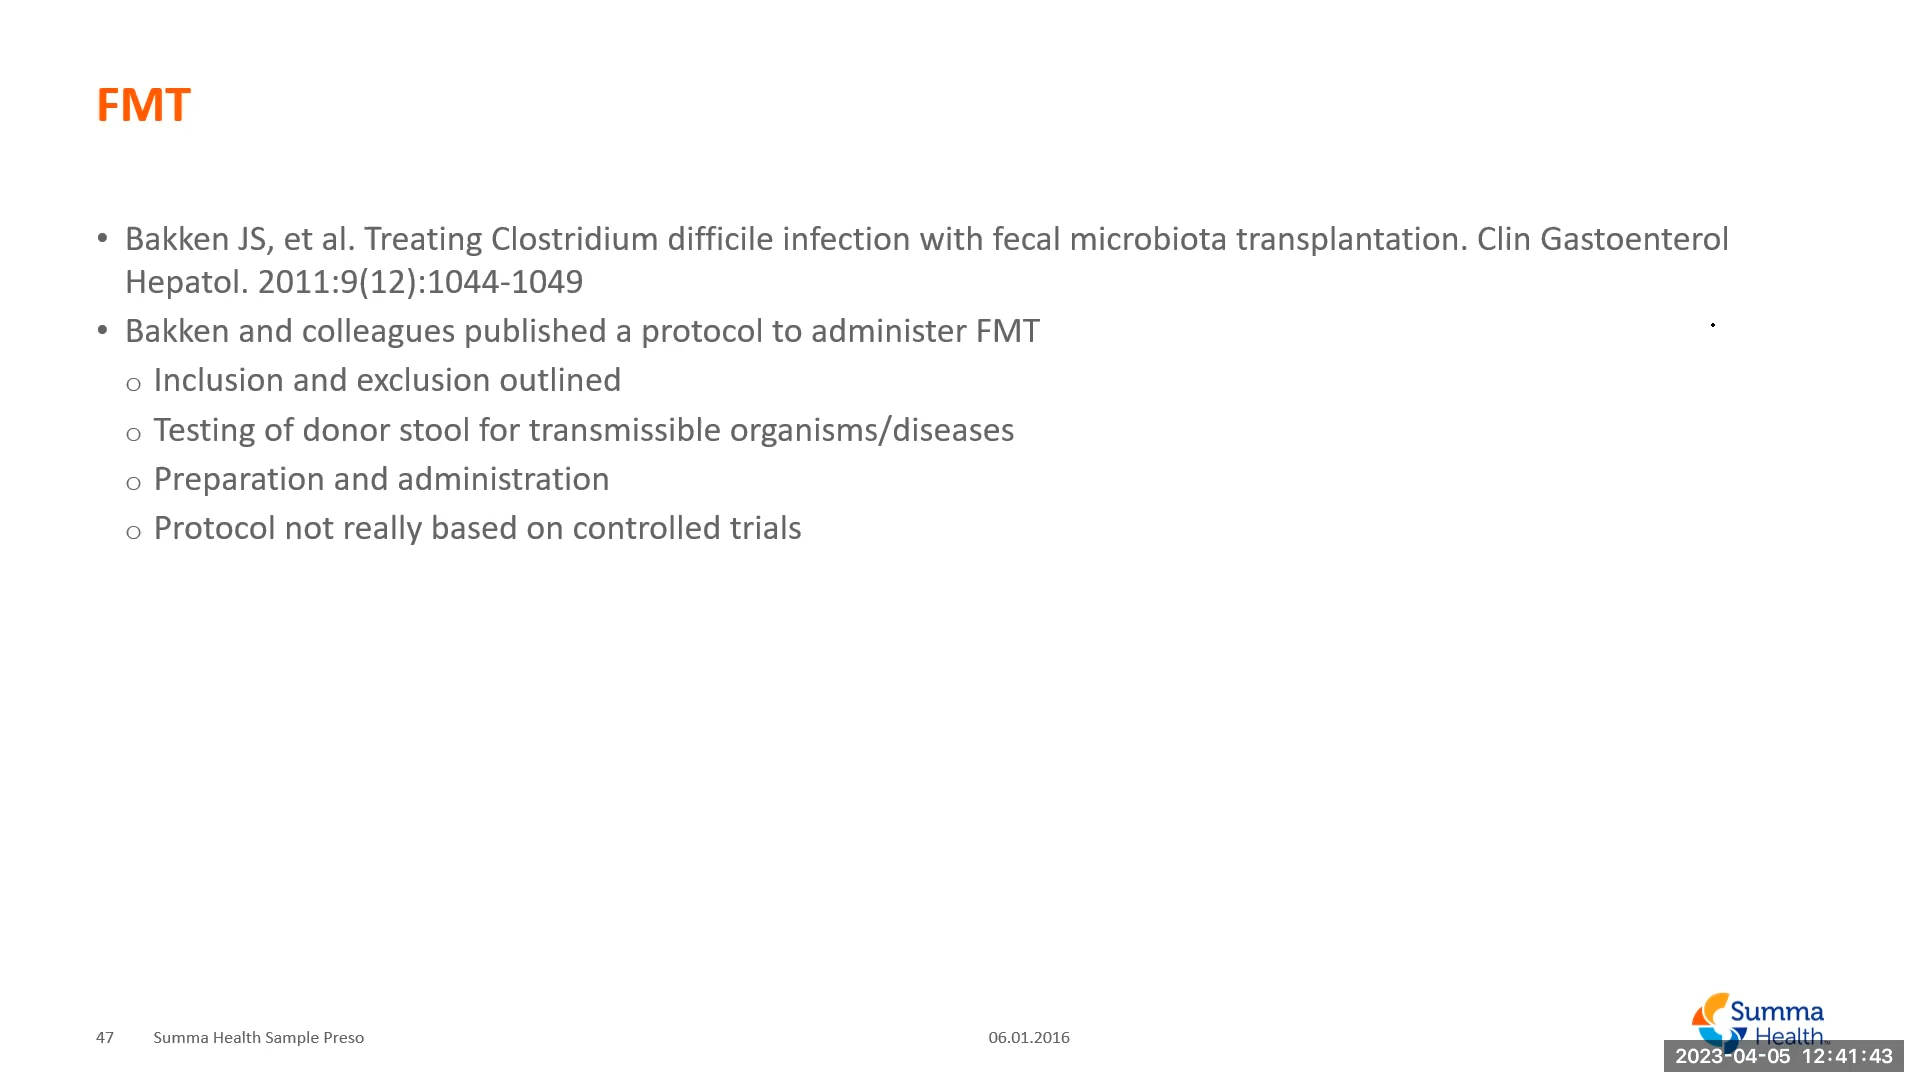 FMT
• Bakken JS, et al. Treating Clostridium difficile infection with fecal microbiota transplantation. Clin Gastoenterol
Hepatol. 2011:9(12):1044-1049
• Bakken and colleagues published a protocol to administer FMT
o Inclusion and exclusion outlined
o Testing of donor stool for transmissible organisms/diseases
o Preparation and administration
o Protocol not really based on controlled trials
47 Summa Health Sample Preso 06.01.2016
Summa
Health
2023-04-05 12:41:43